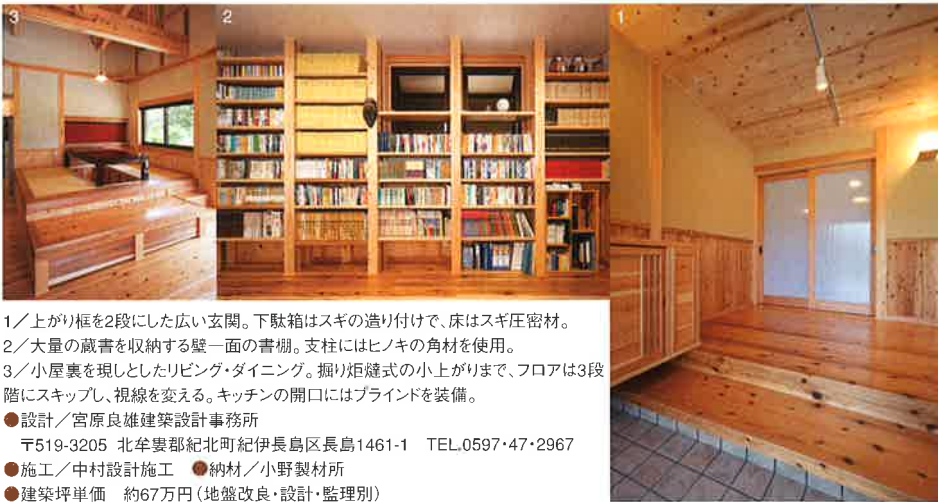 3
2
1
1／上がり框を2段にした広い玄関。下駄箱はスギの造り付けで、床はスギ圧密材。
2／大量の蔵書を収納する壁一面の書棚。支柱にはヒノキの角材を使用。
3／小屋裏を現しとしたリビング・ダイニング。掘り炬燵式の小上がりまで、フロアは3段
階にスキップし、視線を変える。キッチンの開口にはブラインドを装備。
●設計／宮原良雄建築設計事務所
〒519-3205 北牟婁郡紀北町紀伊長島区長島1461-1 TEL.0597・47・2967
●施工／中村設計施工 ●納材／小野製材所
●建築坪単価 約67万円(地盤改良・設計・監理別)